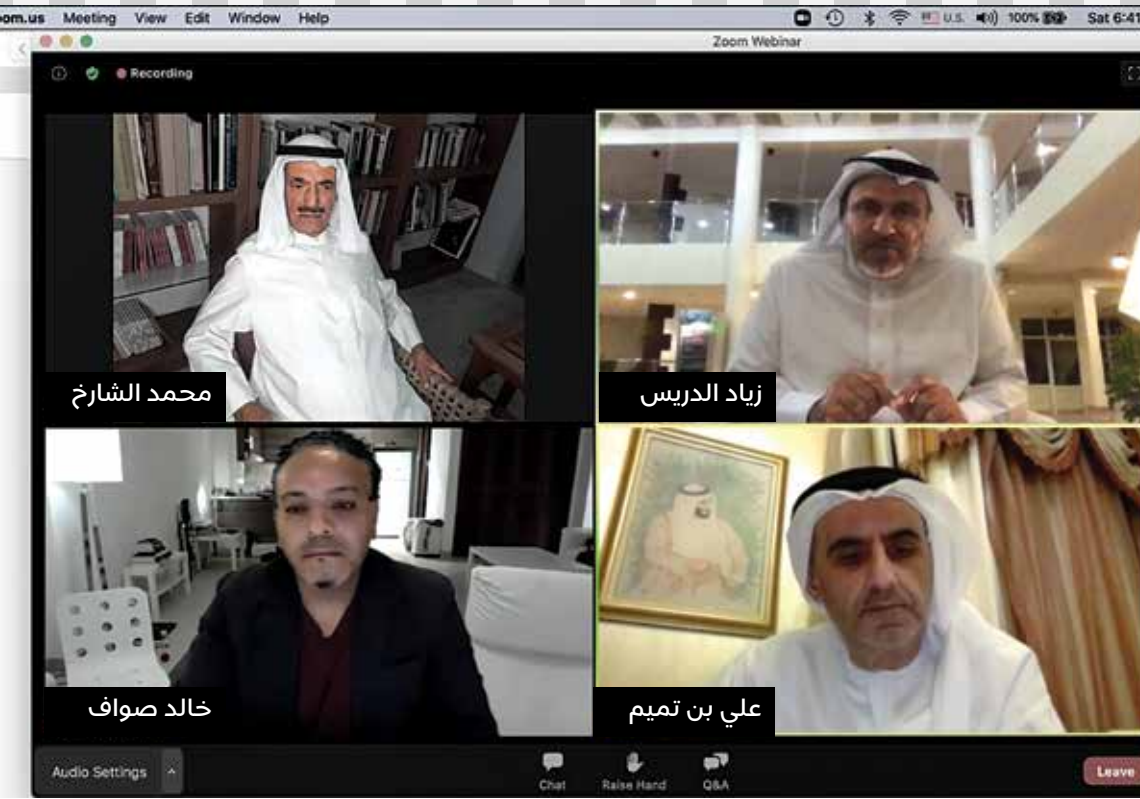 om.us Meeting View Edit Window Help U.S. 100% Sat 6:41
Zoom Webinar
Recording
محمد الشارخ
زياد الدريس
خالد صواف
علي بن تميم
Audio Settings
Chat
Raise Hand
Q&A
Leave